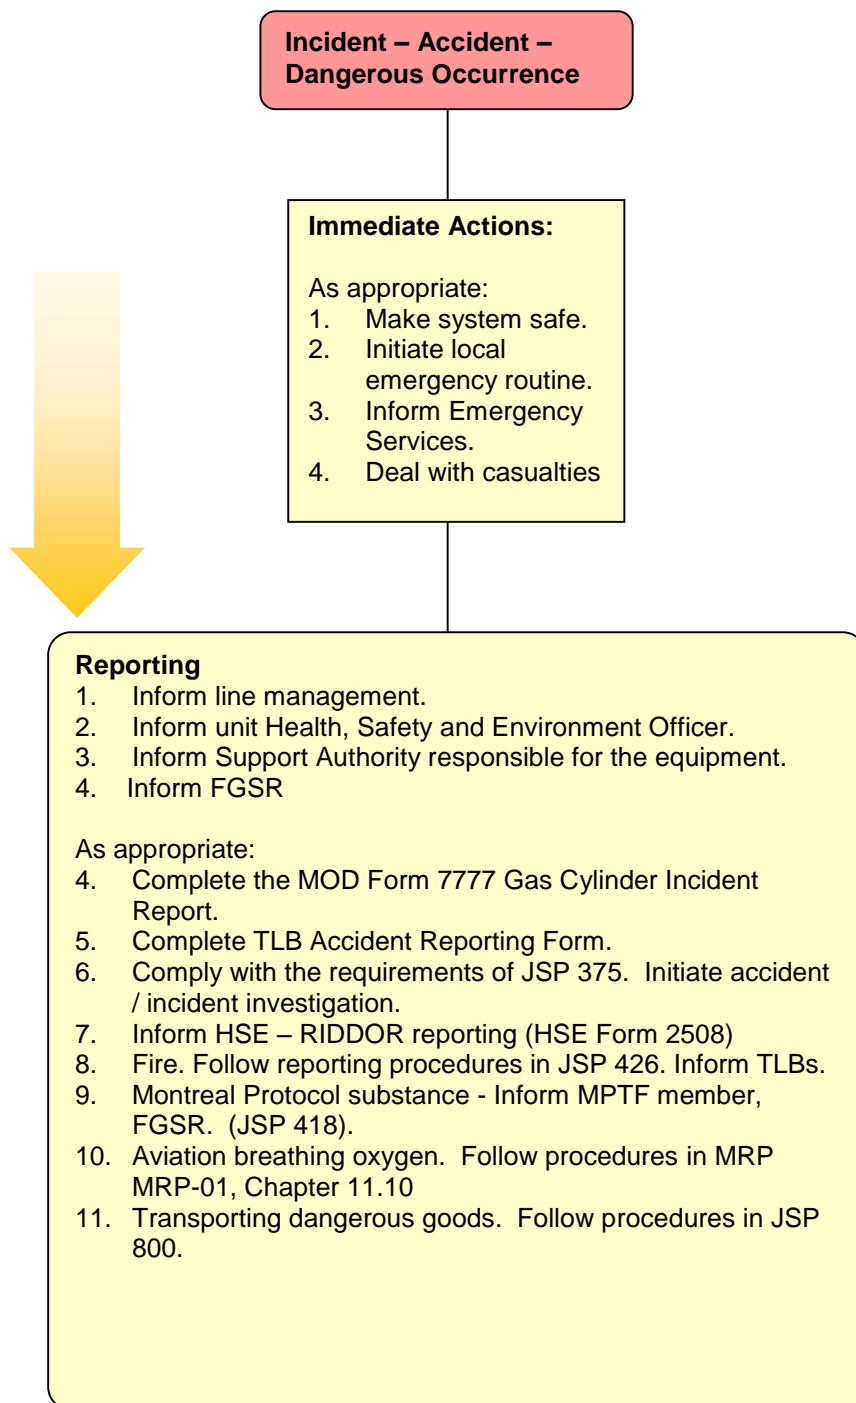 Incident – Accident –
Dangerous Occurrence
Immediate Actions:
As appropriate:
1. Make system safe.
2. Initiate local
emergency routine.
3. Inform Emergency
Services.
4. Deal with casualties
Reporting
1. Inform line management.
2. Inform unit Health, Safety and Environment Officer.
3. Inform Support Authority responsible for the equipment.
4. Inform FGSR
As appropriate:
4. Complete the MOD Form 7777 Gas Cylinder Incident
Report.
5. Complete TLB Accident Reporting Form.
6. Comply with the requirements of JSP 375. Initiate accident
/ incident investigation.
7. Inform HSE – RIDDOR reporting (HSE Form 2508)
8. Fire. Follow reporting procedures in JSP 426. Inform TLBs.
9. Montreal Protocol substance - Inform MPTF member,
FGSR. (JSP 418).
10. Aviation breathing oxygen. Follow procedures in MRP
MRP-01, Chapter 11.10
11. Transporting dangerous goods. Follow procedures in JSP
800.